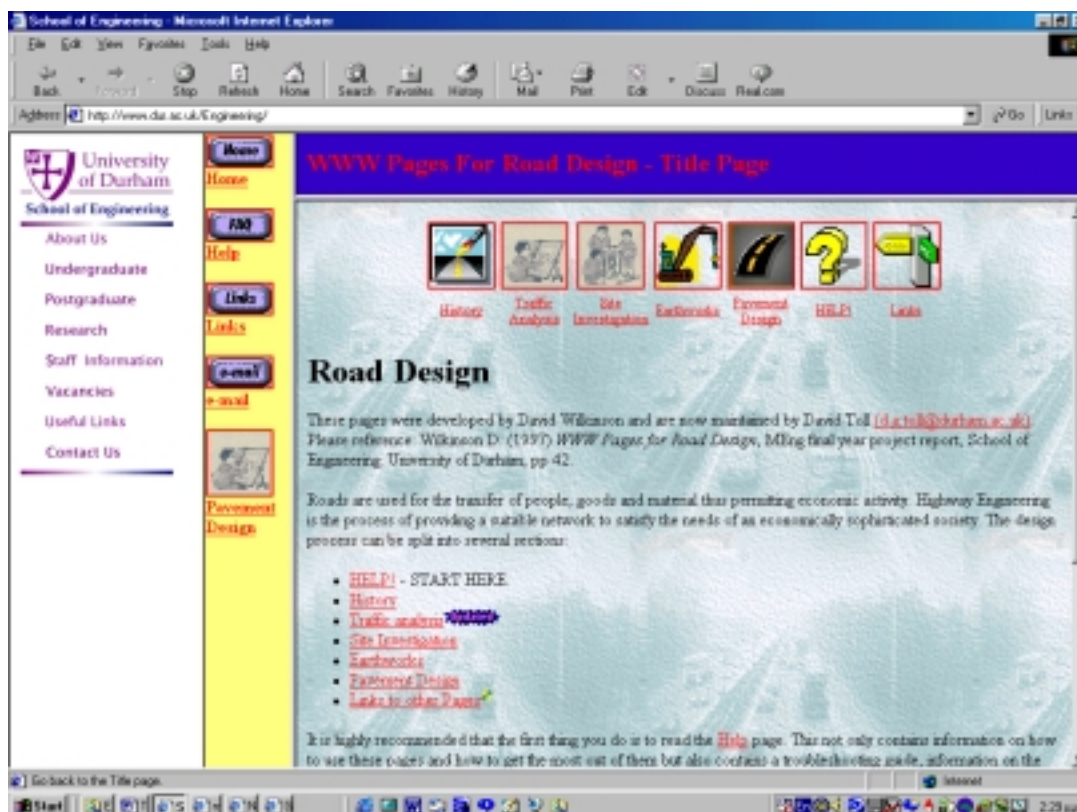 School of Engineering - Microsoft Internet Explorer
File Edit View Favorites Tools Help
Back Forward Stop Refresh Home Search Favorites History Mail Print Edit Discuss Real.com
Address http://www.dur.ac.uk/Engineering/ Go Links
University
of Durham
School of Engineering
About Us
Undergraduate
Postgraduate
Research
Staff Information
Vacancies
Useful Links
Contact Us
Home
Home
FAQ
Help
Links
Links
e-mail
e-mail
Pavement
Design
WWW Pages For Road Design - Title Page
History
Traffic
Analysis
Site
Investigation
Earthworks
Pavement
Design
HELP!
Links
Road Design
These pages were developed by David Wilkinson and are now maintained by David Toll (d.g.toll@durham.ac.uk).
Please reference: Wilkinson D. (1997) WWW Pages for Road Design, MEng final year project report, School of
Engineering, University of Durham, pp 42.
Roads are used for the transfer of people, goods and material thus permitting economic activity. Highway Engineering
is the process of providing a suitable network to satisfy the needs of an economically sophisticated society. The design
process can be split into several sections:
HELP! - START HERE
History
Traffic analysis Updated
Site Investigation
Earthworks
Pavement Design
Links to other Pages
It is highly recommended that the first thing you do is to read the Help page. This not only contains information on how
to use these pages and how to get the most out of them but also contains a troubleshooting guide, information on the
Go back to the Title page. Internet
Start